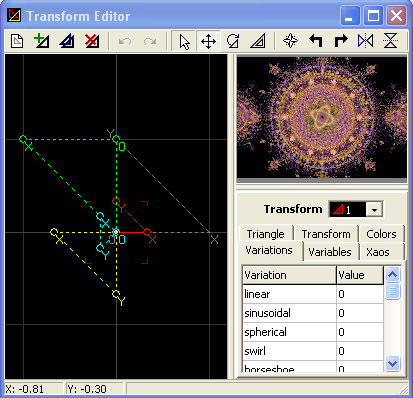 Transform Editor
Y
X
O
Y
O
X
X
X
X
Y
Y
Transform 1
Triangle Transform Colors
Variations Variables Xaos
Variation Value
linear 0
sinusoidal 0
spherical 0
swirl 0
horseshoe 0
X: -0.81 Y: -0.30